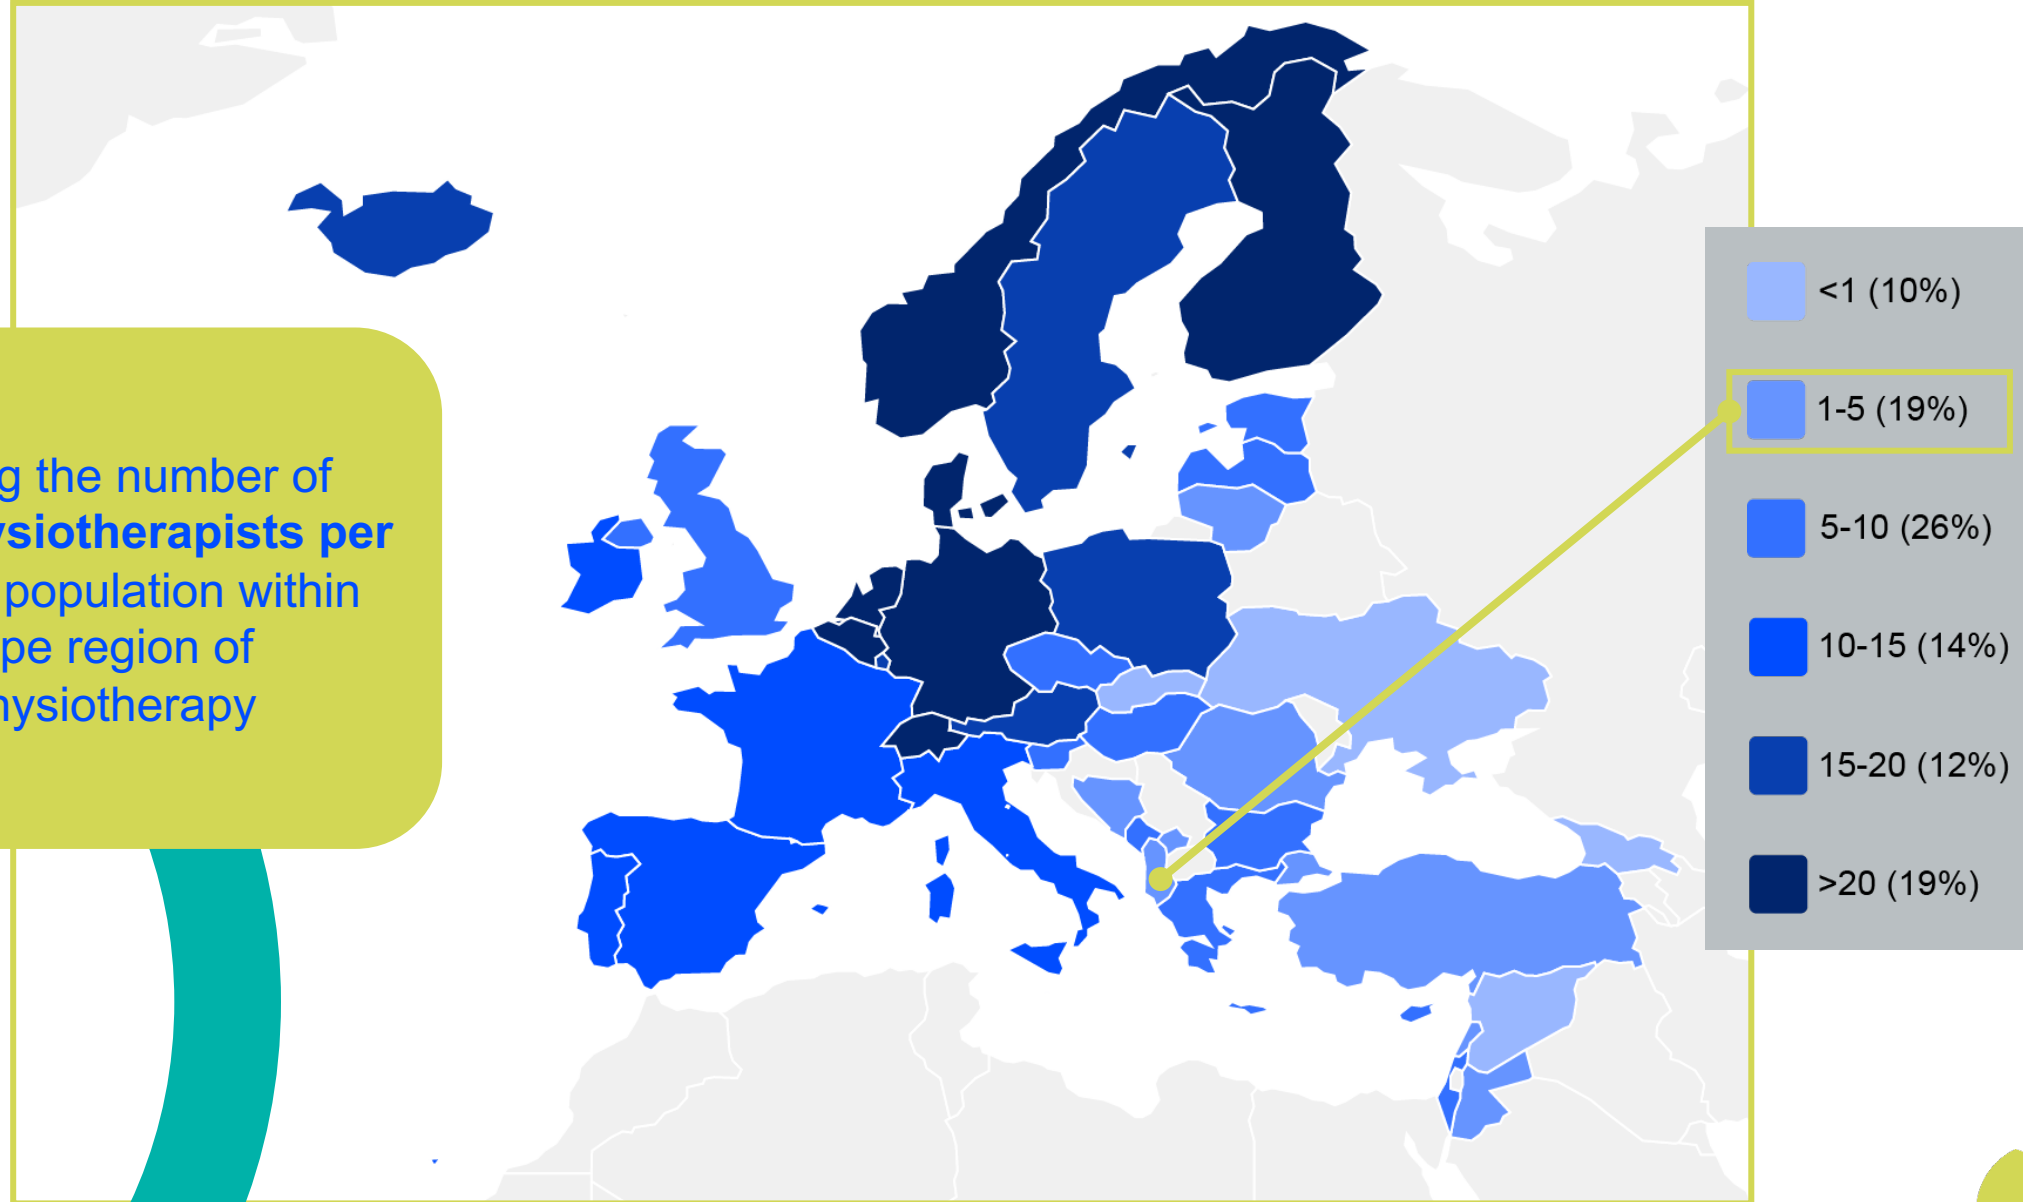 g the number of
ysiotherapists per
population within
pe region of
hysiotherapy
<1 (10%)
1-5 (19%)
5-10 (26%)
10-15 (14%)
15-20 (12%)
>20 (19%)